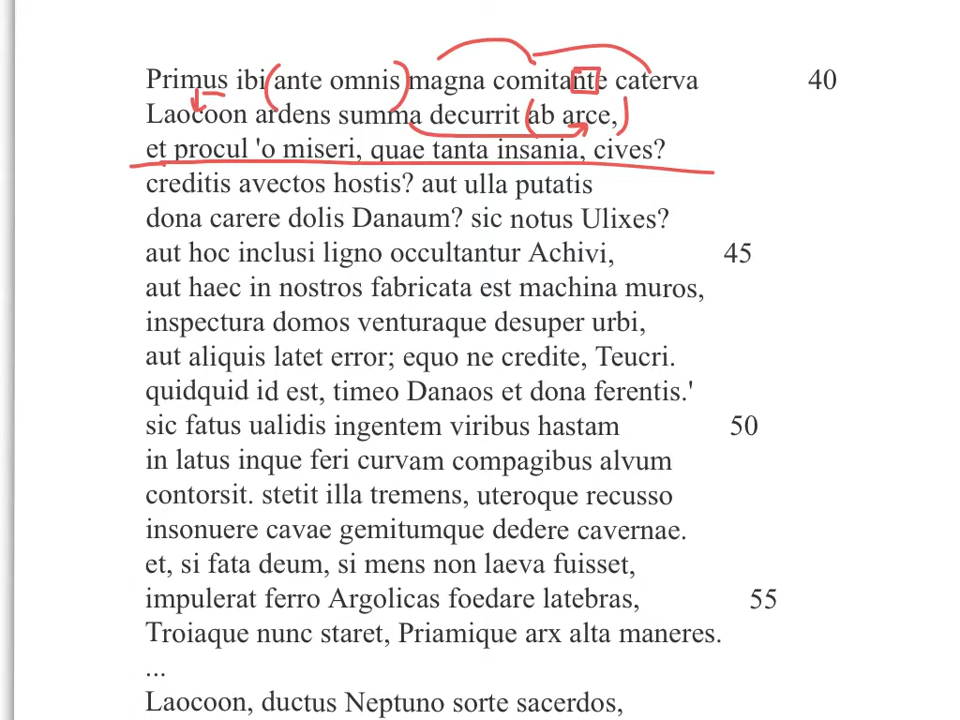 Primus ibi ante omnis magna comitante caterva 40
Laocoon ardens summa decurrit ab arce,
et procul 'o miseri, quae tanta insania, cives?
creditis avectos hostis? aut ulla putatis
dona carere dolis Danaum? sic notus Ulixes?
aut hoc inclusi ligno occultantur Achivi, 45
aut haec in nostros fabricata est machina muros,
inspectura domos venturaque desuper urbi,
aut aliquis latet error; equo ne credite, Teucri.
quidquid id est, timeo Danaos et dona ferentis.'
sic fatus ualidis ingentem viribus hastam 50
in latus inque feri curvam compagibus alvum
contorsit. stetit illa tremens, uteroque recusso
insonuere cavae gemitumque dedere cavernae.
et, si fata deum, si mens non laeva fuisset,
impulerat ferro Argolicas foedare latebras, 55
Troiaque nunc staret, Priamique arx alta maneres.
...
Laocoon, ductus Neptuno sorte sacerdos,